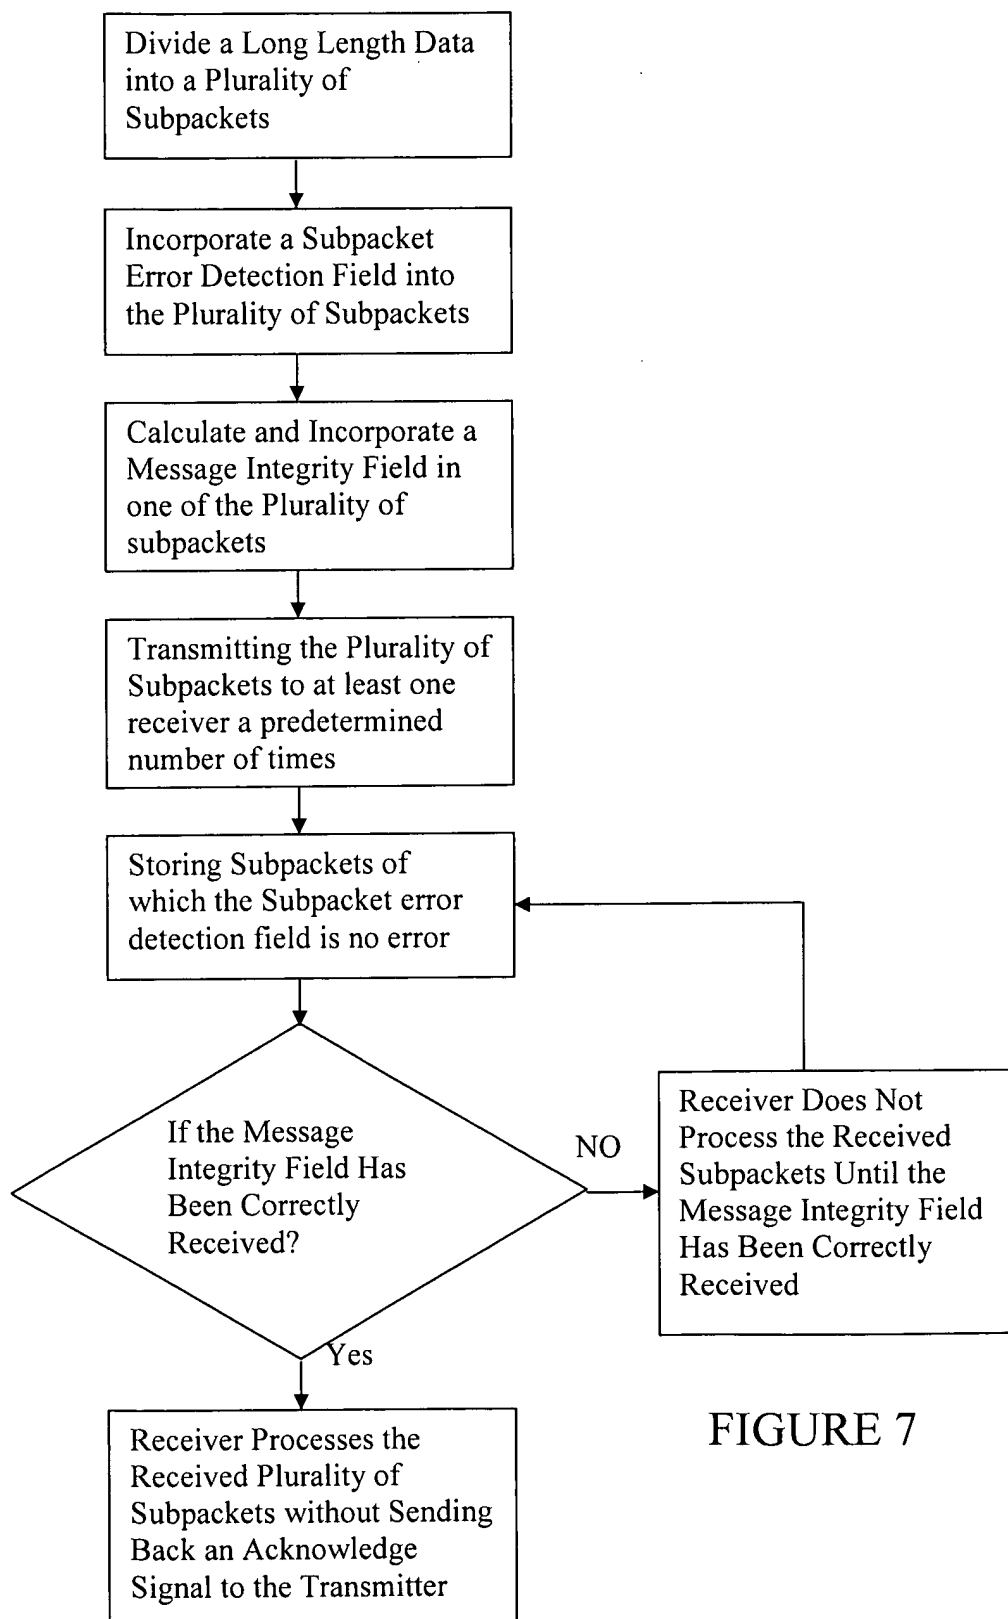 Divide a Long Length Data
into a Plurality of
Subpackets
Incorporate a Subpacket
Error Detection Field into
the Plurality of Subpackets
Calculate and Incorporate a
Message Integrity Field in
one of the Plurality of
subpackets
Transmitting the Plurality of
Subpackets to at least one
receiver a predetermined
number of times
Storing Subpackets of
which the Subpacket error
detection field is no error
If the Message
Integrity Field Has
Been Correctly
Received?
NO
Receiver Does Not
Process the Received
Subpackets Until the
Message Integrity Field
Has Been Correctly
Received
Yes
Receiver Processes the
Received Plurality of
Subpackets without Sending
Back an Acknowledge
Signal to the Transmitter
FIGURE 7